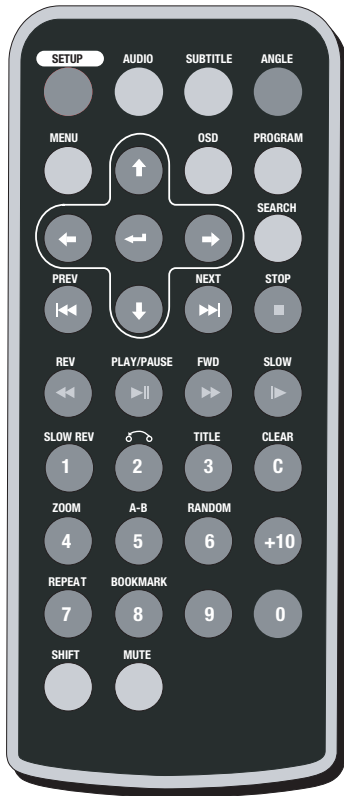 SETUP AUDIO SUBTITLE ANGLE
MENU OSD PROGRAM
SEARCH
PREV NEXT STOP
REV PLAY/PAUSE FWD SLOW
SLOW REV TITLE CLEAR
1 2 3 C
ZOOM A-B RANDOM
4 5 6 +10
REPEAT BOOKMARK
7 8 9 0
SHIFT MUTE